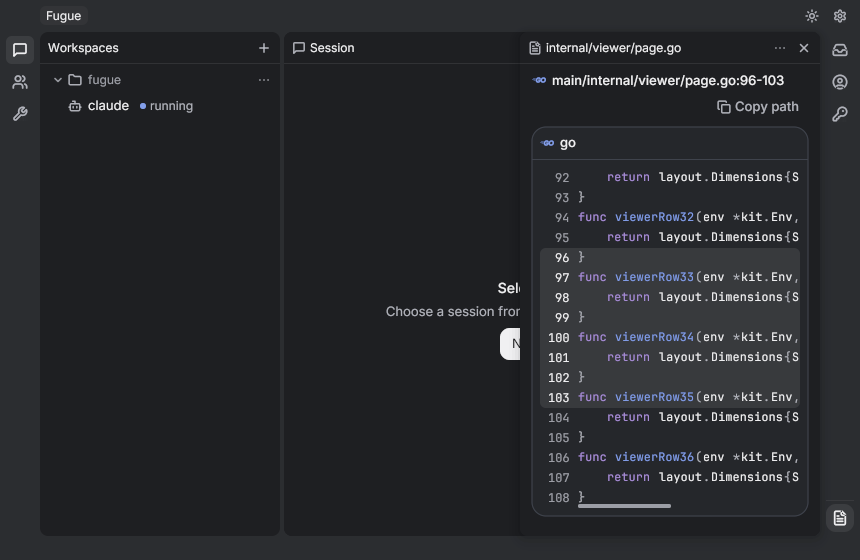 Fugue
Workspaces
fugue
claude running
Session
Choose a session from
internal/viewer/page.go
main/internal/viewer/page.go:96-103
Copy path
go
92 return layout.Dimensions{S
93 }
94 func viewerRow32(env *kit.Env,
95 return layout.Dimensions{S
96 }
97 func viewerRow33(env *kit.Env,
98 return layout.Dimensions{S
99 }
100 func viewerRow34(env *kit.Env,
101 return layout.Dimensions{S
102 }
103 func viewerRow35(env *kit.Env,
104 return layout.Dimensions{S
105 }
106 func viewerRow36(env *kit.Env,
107 return layout.Dimensions{S
108 }